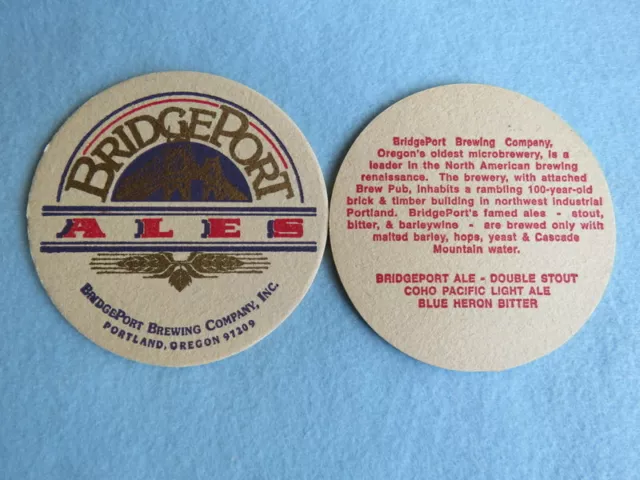 BRIDGEPORT
ALES
BRIDGEPORT BREWING COMPANY, INC.
PORTLAND, OREGON 97209
BridgePort Brewing Company,
Oregon's oldest microbrewery, is a
leader in the North American brewing
renaissance. The brewery, with attached
Brew Pub, inhabits a rambling 100-year-old
brick & timber building in northwest industrial
Portland. BridgePort's famed ales - stout,
bitter, & barleywine - are brewed only with
malted barley, hops, yeast & Cascade
Mountain water.
BRIDGEPORT ALE - DOUBLE STOUT
COHO PACIFIC LIGHT ALE
BLUE HERON BITTER